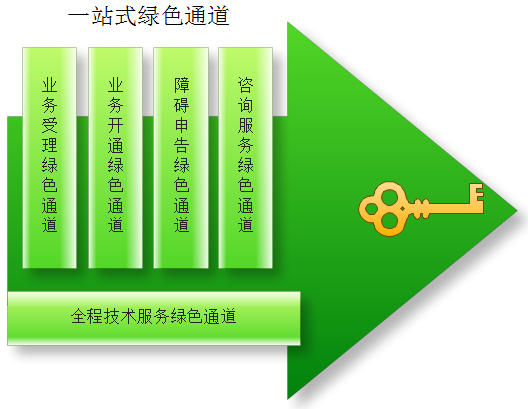 一站式绿色通道
业务受理绿色通道
业务开通绿色通道
障碍申告绿色通道
咨询服务绿色通道
全程技术服务绿色通道